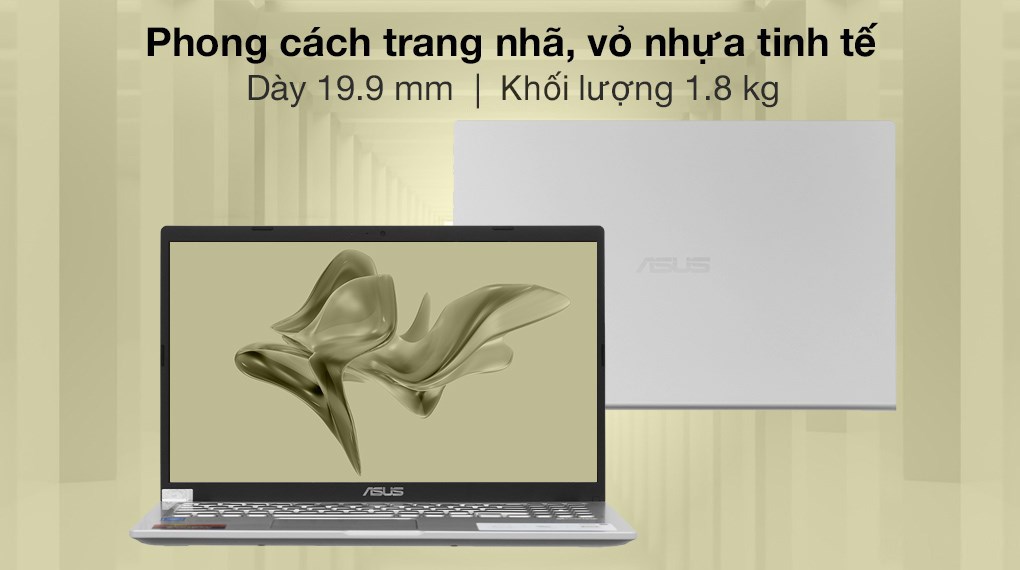 Phong cách trang nhã, vỏ nhựa tinh tế
Dày 19.9 mm | Khối lượng 1.8 kg
ASUS
ASUS